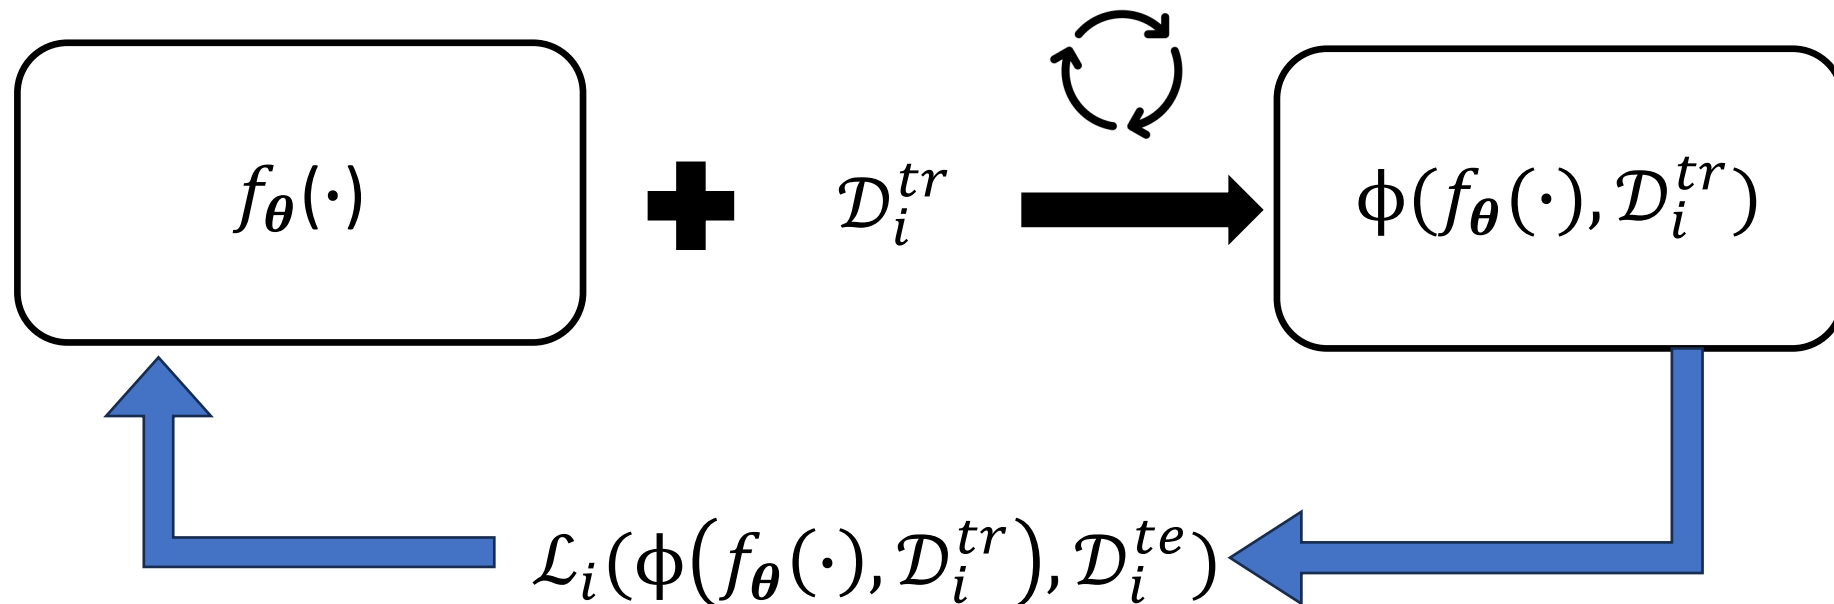 f_𝜽(·)
𝒟_i^{tr}
ϕ(f_𝜽(·), 𝒟_i^{tr})
ℒ_i(ϕ(f_𝜽(·), 𝒟_i^{tr}), 𝒟_i^{te})